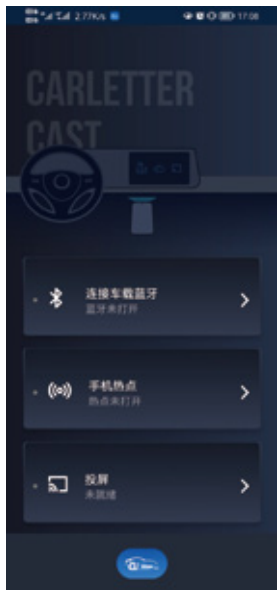 2.77K/s 17:08
CARLETTER
CAST
连接车载蓝牙
蓝牙未打开
手机热点
热点未打开
投屏
未就绪